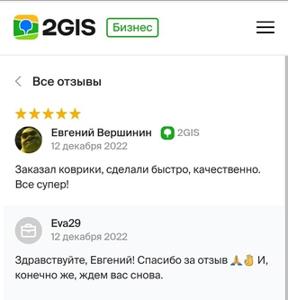 2GIS Бизнес
Все отзывы
Евгений Вершинин 2GIS
12 декабря 2022
Заказал коврики, сделали быстро, качественно.
Все супер!
Eva29
12 декабря 2022
Здравствуйте, Евгений! Спасибо за отзыв 🙏👌 И,
конечно же, ждем вас снова.